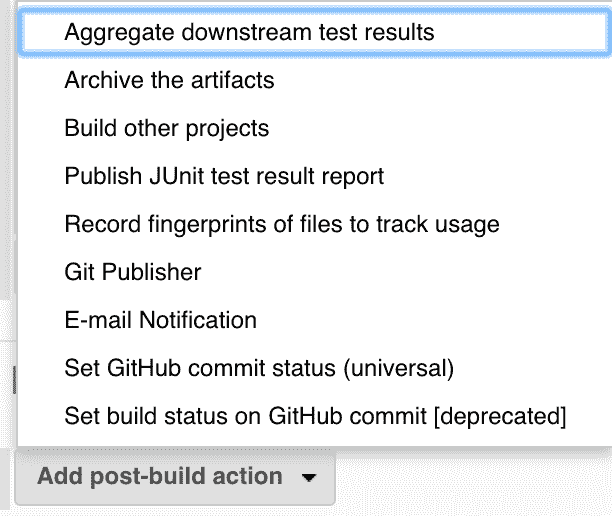 Aggregate downstream test results
Archive the artifacts
Build other projects
Publish JUnit test result report
Record fingerprints of files to track usage
Git Publisher
E-mail Notification
Set GitHub commit status (universal)
Set build status on GitHub commit [deprecated]
Add post-build action